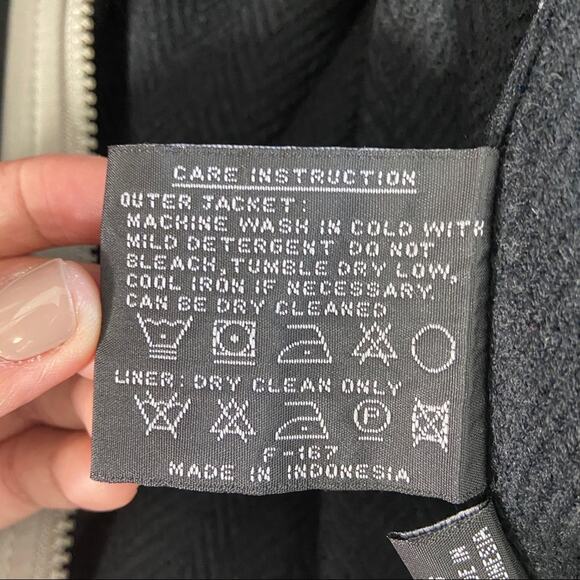 CARE INSTRUCTION
OUTER JACKET:
MACHINE WASH IN COLD WITH
MILD DETERGENT DO NOT
BLEACH, TUMBLE DRY LOW,
COOL IRON IF NECESSARY.
CAN BE DRY CLEANED
LINER: DRY CLEAN ONLY
P
F-167
MADE IN INDONESIA